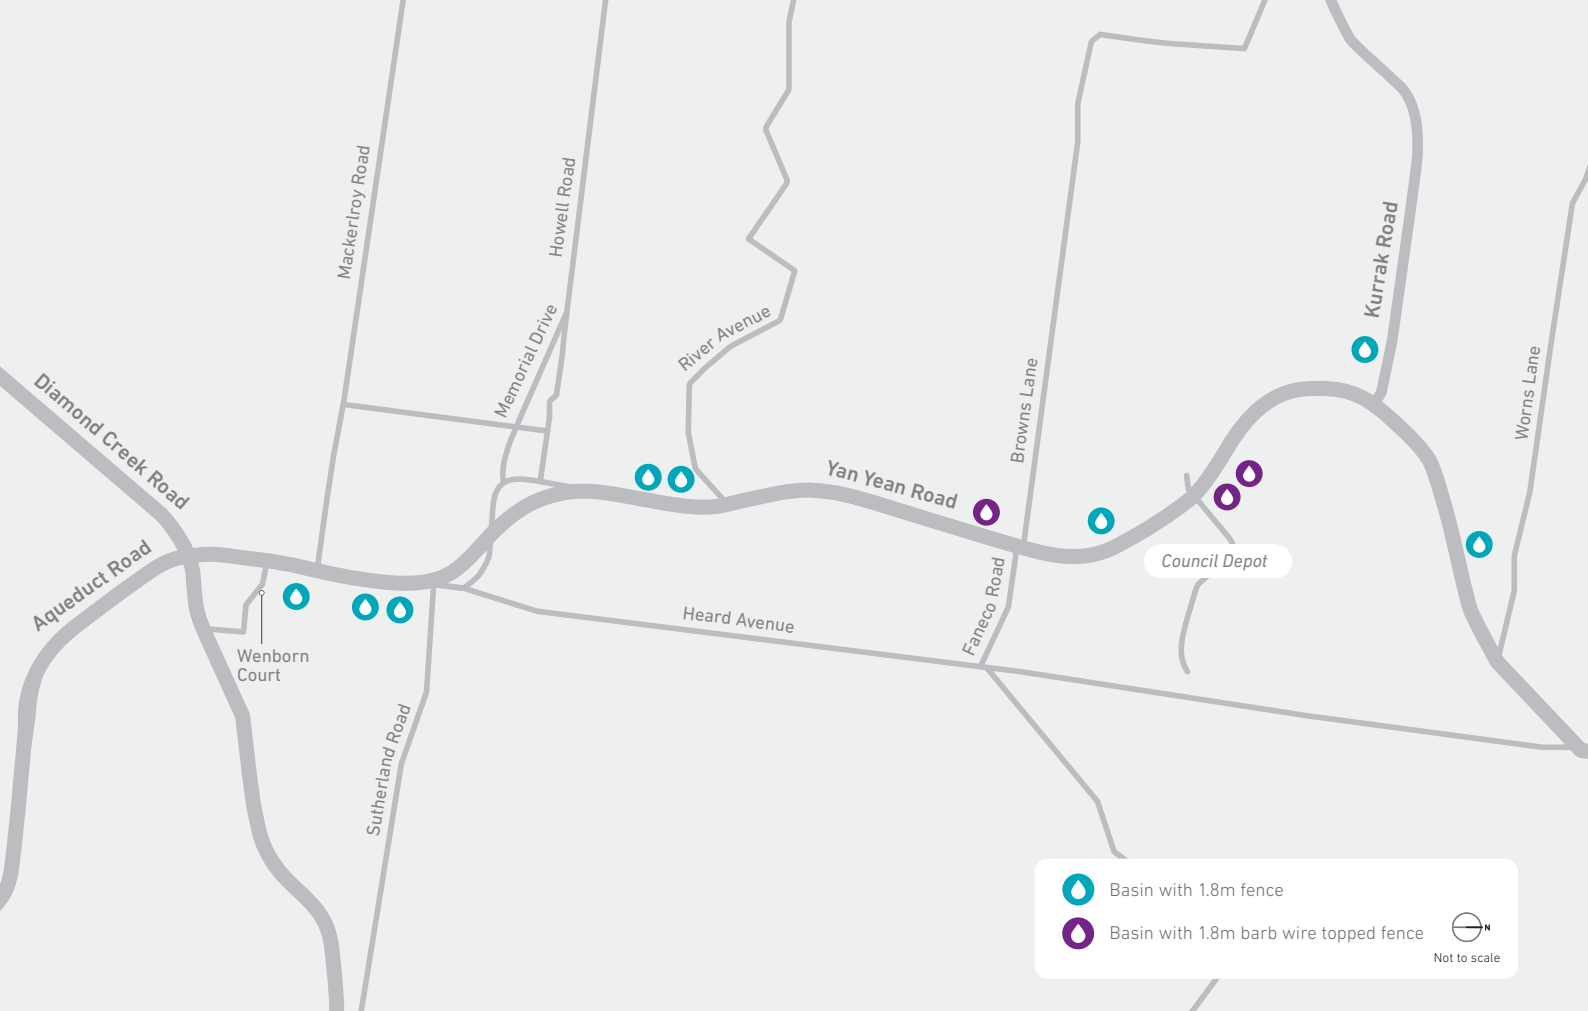 Mackerlroy Road
Howell Road
Kurrak Road
Memorial Drive
River Avenue
Browns Lane
Worns Lane
Diamond Creek Road
Yan Yean Road
Aqueduct Road
Council Depot
Heard Avenue
Faneco Road
Wenborn
Court
Sutherland Road
Basin with 1.8m fence
Basin with 1.8m barb wire topped fence
N
Not to scale